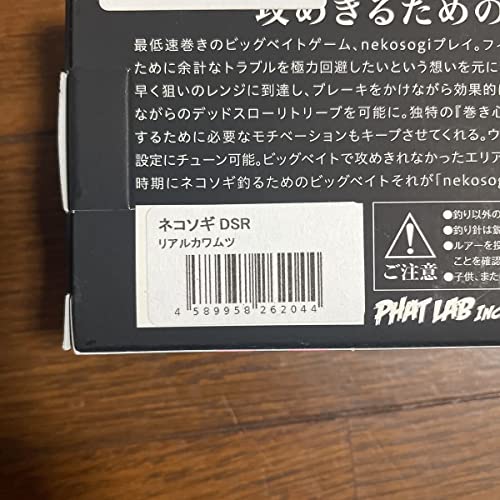 攻めきるための
最低速巻きのビッグベイトゲーム、nekosogiプレイ。フィ
ために余計なトラブルを極力回避したいという想いを元に
早く狙いのレンジに到達し、ブレーキをかけながら効果的に
ながらのデッドスローリトリーブを可能に。独特の『巻き心
するために必要なモチベーションもキープさせてくれる。ウ
設定にチューン可能。ビッグベイトで攻めきれなかったエリア
時期にネコソギ釣るためのビッグベイトそれが「nekosog
ネコソギ DSR
リアルカワムツ
4 589958 262044
ご注意
●釣り以外の
●釣り針は鋭
●ルアーを投
ことを確認
●子供、また
PHAT LAB INC